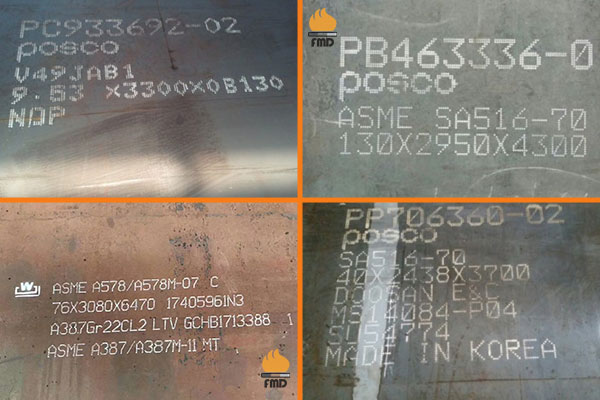 PC933692-02
posco
V49JAB1
9.53 X3300X0B130
NDP
FMD
PB463336-0
posco
ASME SA516-70
130X2950X4300
W
ASME A578/A578M-07 C
76X3080X6470 17405961N3
A387Gr22CL2 LTV GCHB1713388 1
ASME A387/A387M-11 MT
FMD
PP706360-02
posco
SA516-70
40X2438X3700
DOOSAN E&C
MS14084-P04
SU54774
MADE IN KOREA
T